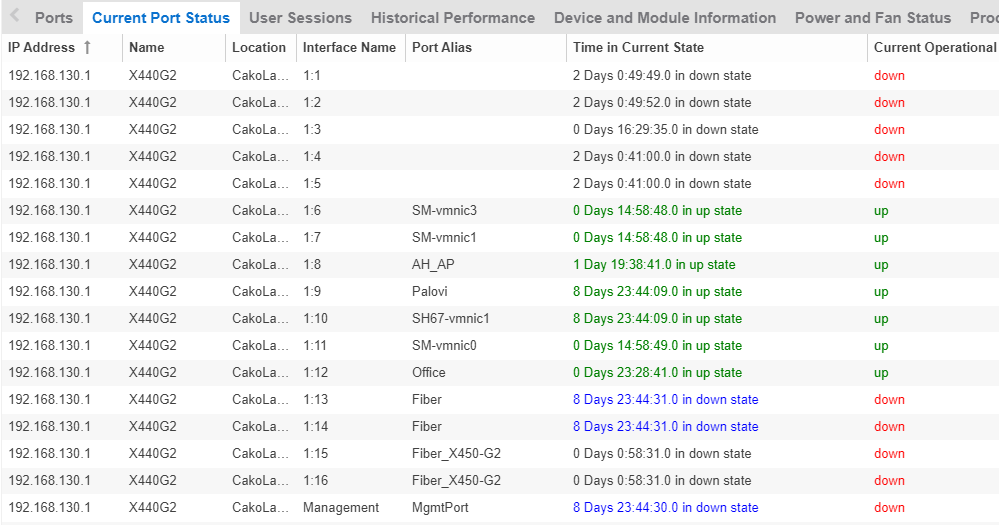 Ports Current Port Status User Sessions Historical Performance Device and Module Information Power and Fan Status Proc
IP Address ↑ Name Location Interface Name Port Alias Time in Current State Current Operational
192.168.130.1 X440G2 CakoLa... 1:1 2 Days 0:49:49.0 in down state down
192.168.130.1 X440G2 CakoLa... 1:2 2 Days 0:49:52.0 in down state down
192.168.130.1 X440G2 CakoLa... 1:3 0 Days 16:29:35.0 in down state down
192.168.130.1 X440G2 CakoLa... 1:4 2 Days 0:41:00.0 in down state down
192.168.130.1 X440G2 CakoLa... 1:5 2 Days 0:41:00.0 in down state down
192.168.130.1 X440G2 CakoLa... 1:6 SM-vmnic3 0 Days 14:58:48.0 in up state up
192.168.130.1 X440G2 CakoLa... 1:7 SM-vmnic1 0 Days 14:58:48.0 in up state up
192.168.130.1 X440G2 CakoLa... 1:8 AH_AP 1 Day 19:38:41.0 in up state up
192.168.130.1 X440G2 CakoLa... 1:9 Palovi 8 Days 23:44:09.0 in up state up
192.168.130.1 X440G2 CakoLa... 1:10 SH67-vmnic1 8 Days 23:44:09.0 in up state up
192.168.130.1 X440G2 CakoLa... 1:11 SM-vmnic0 0 Days 14:58:49.0 in up state up
192.168.130.1 X440G2 CakoLa... 1:12 Office 0 Days 23:28:41.0 in up state up
192.168.130.1 X440G2 CakoLa... 1:13 Fiber 8 Days 23:44:31.0 in down state down
192.168.130.1 X440G2 CakoLa... 1:14 Fiber 8 Days 23:44:31.0 in down state down
192.168.130.1 X440G2 CakoLa... 1:15 Fiber_X450-G2 0 Days 0:58:31.0 in down state down
192.168.130.1 X440G2 CakoLa... 1:16 Fiber_X450-G2 0 Days 0:58:31.0 in down state down
192.168.130.1 X440G2 CakoLa... Management MgmtPort 8 Days 23:44:30.0 in down state down